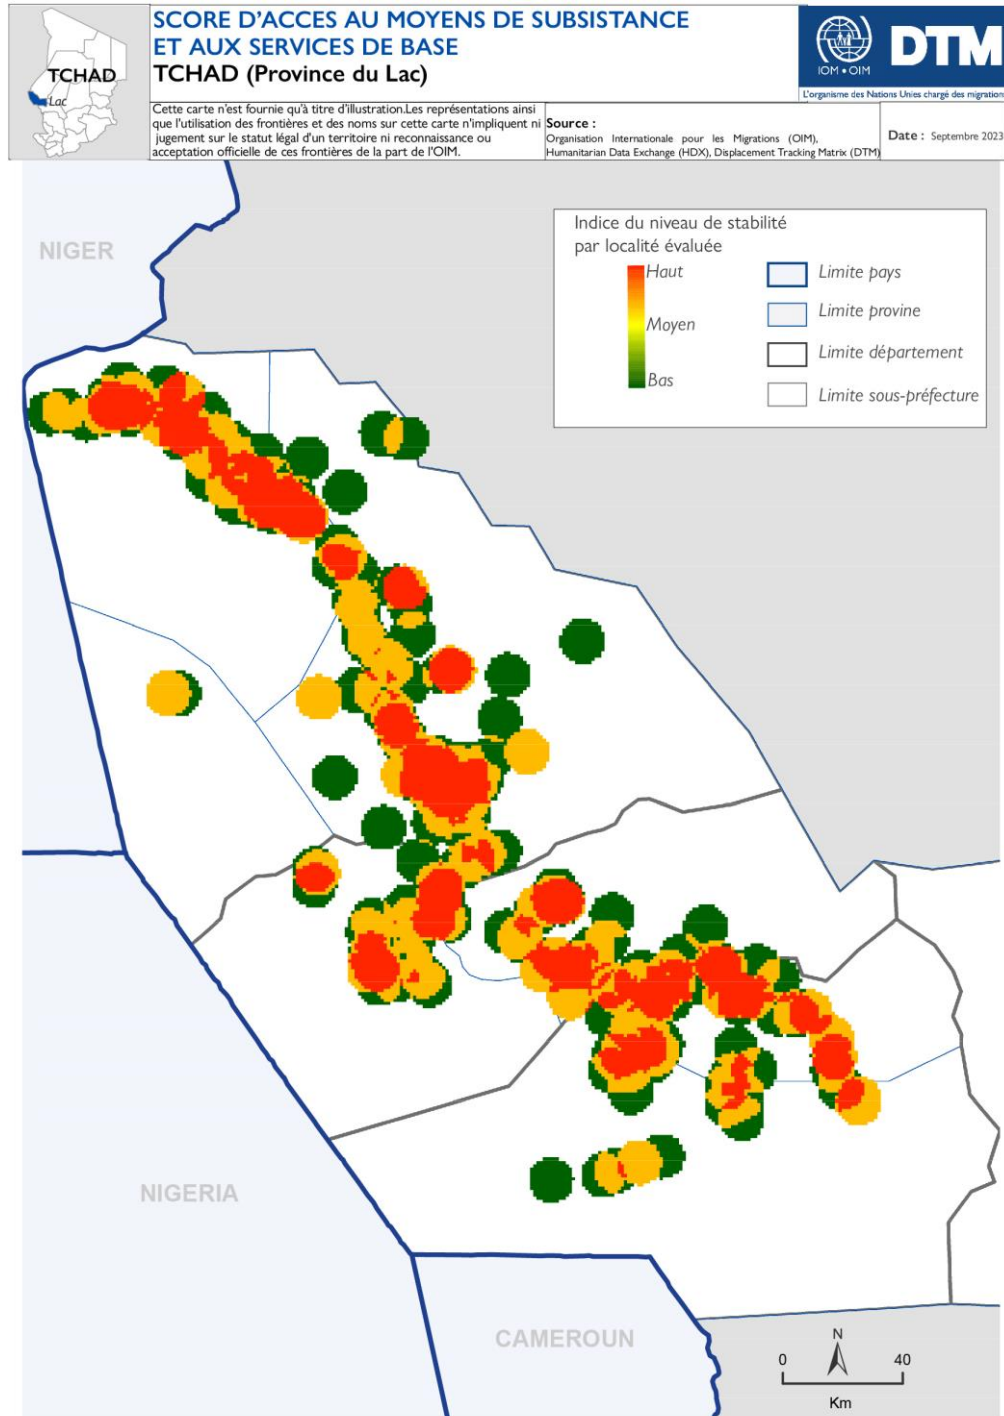 SCORE D'ACCES AU MOYENS DE SUBSISTANCE
ET AUX SERVICES DE BASE
TCHAD (Province du Lac)
TCHAD
Lac
IOM • OIM
DTM
L'organisme des Nations Unies chargé des migration
Cette carte n'est fournie qu'à titre d'illustration.Les représentations ainsi
que l'utilisation des frontières et des noms sur cette carte n'impliquent ni
jugement sur le statut légal d'un territoire ni reconnaissance ou
acceptation officielle de ces frontières de la part de l'OIM.
Source :
Organisation Internationale pour les Migrations (OIM),
Humanitarian Data Exchange (HDX), Displacement Tracking Matrix (DTM)
Date : Septembre 2023
NIGER
Indice du niveau de stabilité
par localité évaluée
Haut
Moyen
Bas
Limite pays
Limite provine
Limite département
Limite sous-préfecture
NIGERIA
CAMEROUN
N
0 40
Km